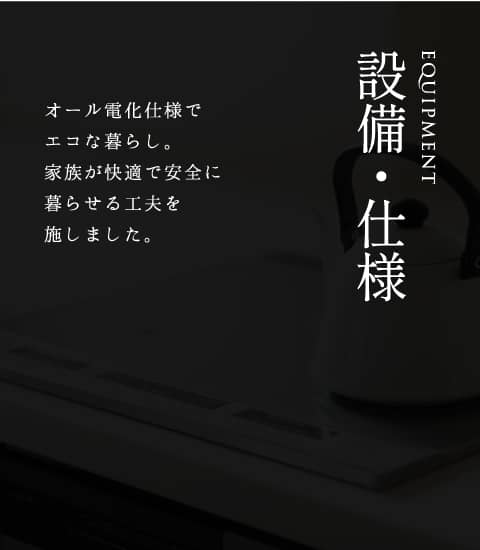 EQUIPMENT
設備・仕様
オール電化仕様で
エコな暮らし。
家族が快適で安全に
暮らせる工夫を
施しました。